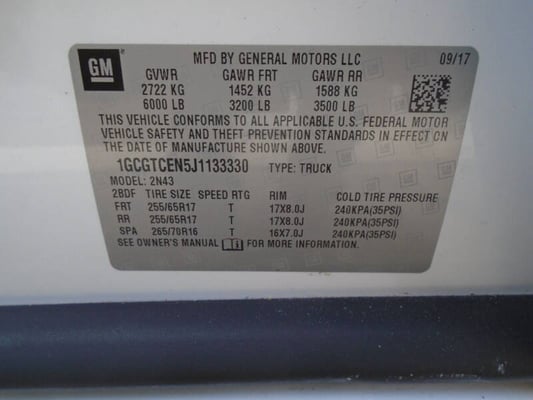 GM
MFD BY GENERAL MOTORS LLC 09/17
GVWR GAWR FRT GAWR RR
2722 KG 1452 KG 1588 KG
6000 LB 3200 LB 3500 LB
THIS VEHICLE CONFORMS TO ALL APPLICABLE U.S. FEDERAL MOTOR
VEHICLE SAFETY AND THEFT PREVENTION STANDARDS IN EFFECT ON
THE DATE OF MANUFACTURE SHOWN ABOVE.
1GCGTCEN5J1133330 TYPE: TRUCK
MODEL: 2N43
2BDF TIRE SIZE SPEED RTG RIM COLD TIRE PRESSURE
FRT 255/65R17 T 17X8.0J 240KPA(35PSI)
RR 255/65R17 T 17X8.0J 240KPA(35PSI)
SPA 265/70R16 T 16X7.0J 240KPA(35PSI)
SEE OWNER'S MANUAL FOR MORE INFORMATION.